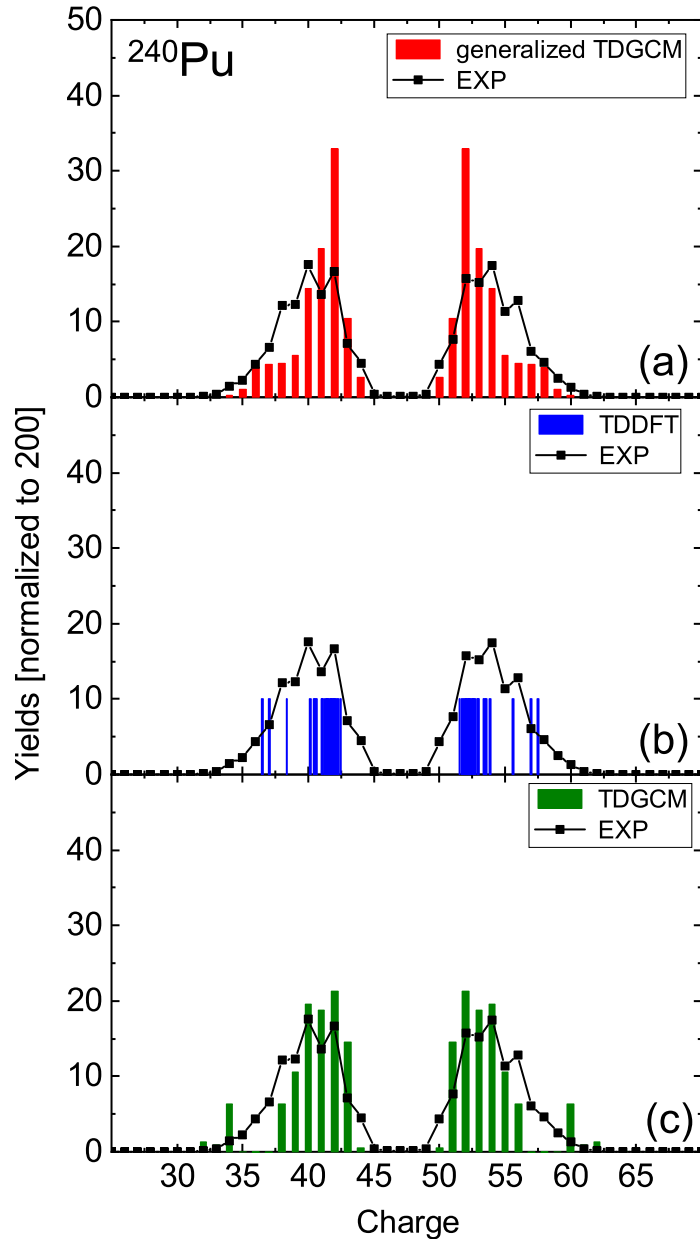 50
²⁴⁰Pu
generalized TDGCM
EXP
40
30
20
10
(a)
0
TDDFT
EXP
40
30
20
10
(b)
0
TDGCM
EXP
40
30
20
10
(c)
0
30 35 40 45 50 55 60 65
Charge
Yields [normalized to 200]